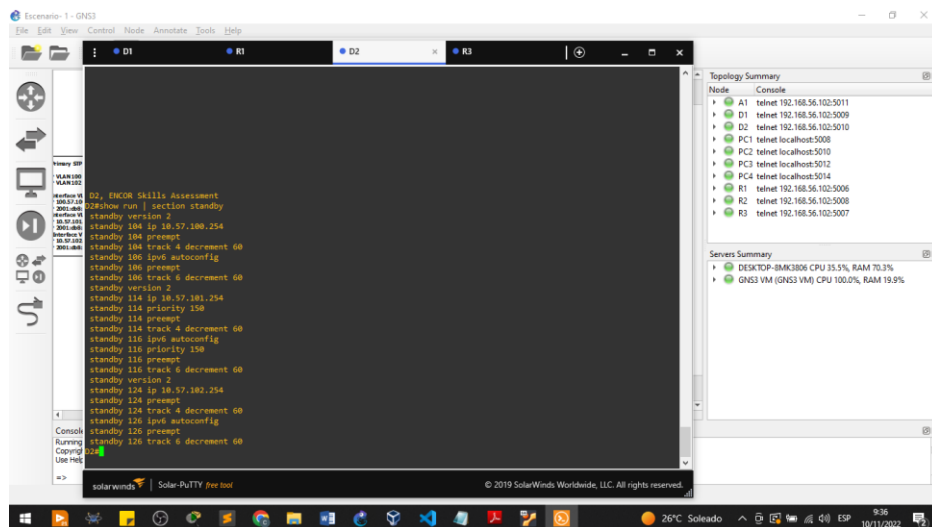 Escenario- 1 - GNS3
File Edit View Control Node Annotate Tools Help
D1 R1 D2 × R3
Primary STP
VLAN100
VLAN102
D2, ENCOR Skills Assessment
D2#show run | section standby
standby version 2
standby 104 ip 10.57.100.254
standby 104 preempt
standby 104 track 4 decrement 60
standby 106 ipv6 autoconfig
standby 106 preempt
standby 106 track 6 decrement 60
standby version 2
standby 114 ip 10.57.101.254
standby 114 priority 150
standby 114 preempt
standby 114 track 4 decrement 60
standby 116 ipv6 autoconfig
standby 116 priority 150
standby 116 preempt
standby 116 track 6 decrement 60
standby version 2
standby 124 ip 10.57.102.254
standby 124 preempt
standby 124 track 4 decrement 60
standby 126 ipv6 autoconfig
standby 126 preempt
standby 126 track 6 decrement 60
D2#
solarwinds Solar-PuTTY free tool © 2019 SolarWinds Worldwide, LLC. All rights reserved.
Topology Summary
Node Console
A1 telnet 192.168.56.102:5011
D1 telnet 192.168.56.102:5009
D2 telnet 192.168.56.102:5010
PC1 telnet localhost:5008
PC2 telnet localhost:5010
PC3 telnet localhost:5012
PC4 telnet localhost:5014
R1 telnet 192.168.56.102:5006
R2 telnet 192.168.56.102:5008
R3 telnet 192.168.56.102:5007
Servers Summary
DESKTOP-8MK3806 CPU 35.5%, RAM 70.3%
GNS3 VM (GNS3 VM) CPU 100.0%, RAM 19.9%
Console
Running
Copyrigh
Use Help
=>
26°C Soleado ESP 9:36
10/11/2022